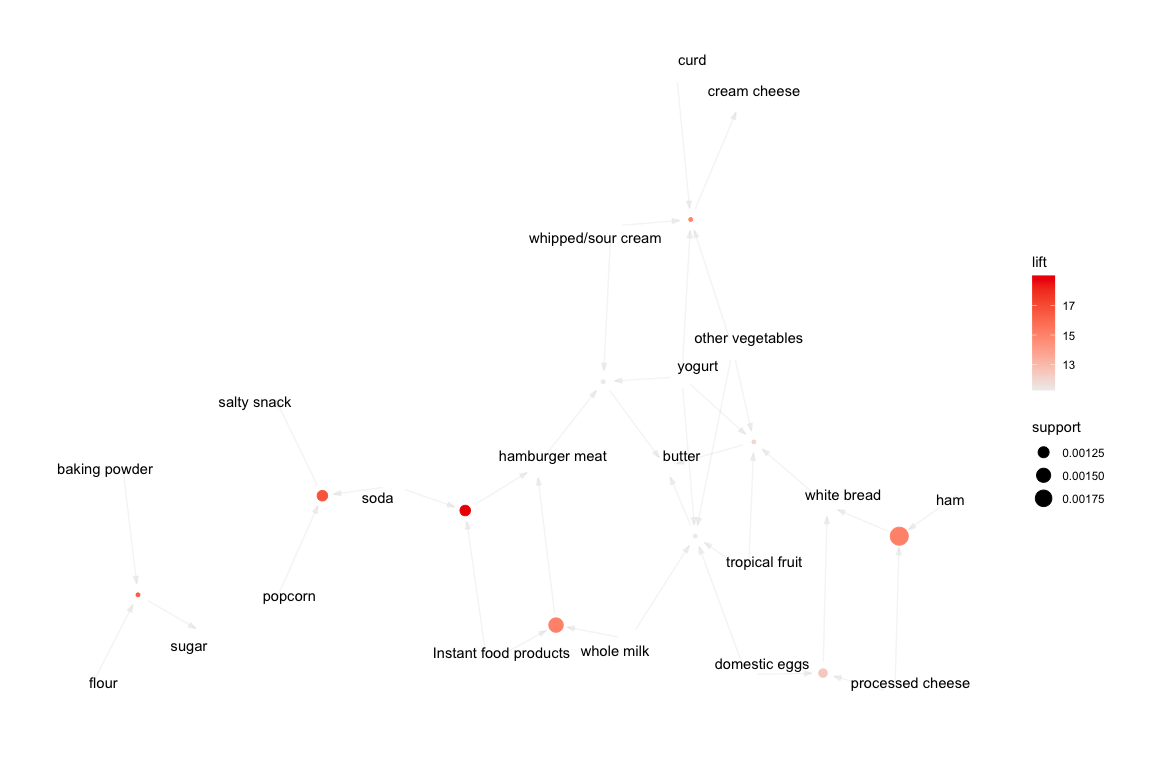 curd
cream cheese
whipped/sour cream
lift
17
15
13
other vegetables
yogurt
salty snack
support
0.00125
0.00150
0.00175
baking powder
hamburger meat
butter
soda
white bread
ham
tropical fruit
popcorn
sugar
Instant food products
whole milk
domestic eggs
flour
processed cheese